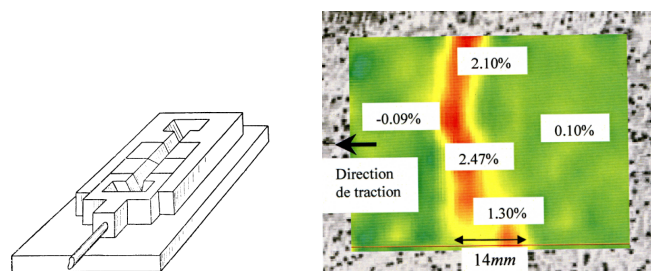 2.10%
-0.09%
0.10%
2.47%
Direction
de traction
1.30%
14mm